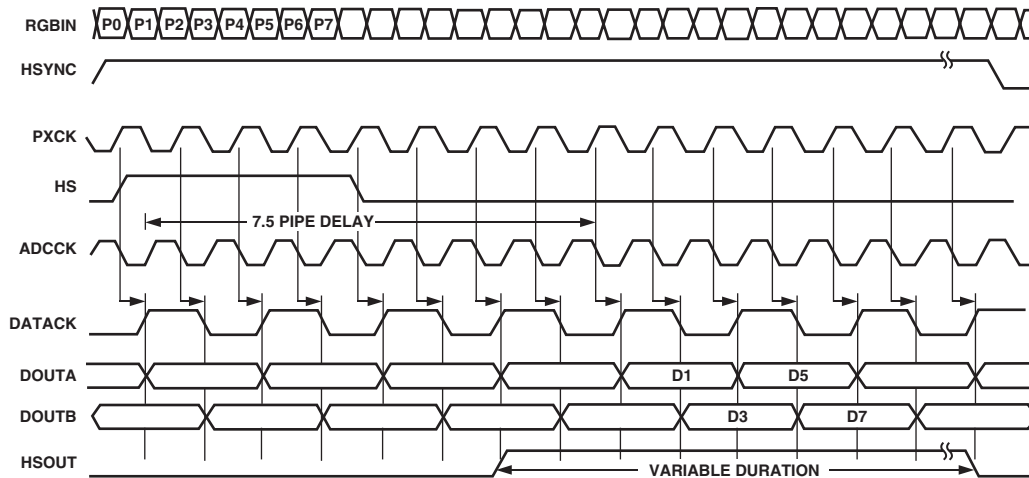 RGBIN P0 P1 P2 P3 P4 P5 P6 P7
HSYNC
PXCK
HS
7.5 PIPE DELAY
ADCCK
DATACK
DOUTA D1 D5
DOUTB D3 D7
HSOUT VARIABLE DURATION